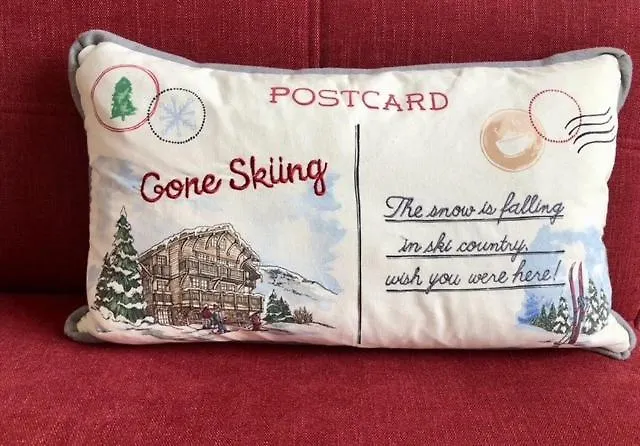 POSTCARD
Gone Skiing
The snow is falling
in ski country.
wish you were here!